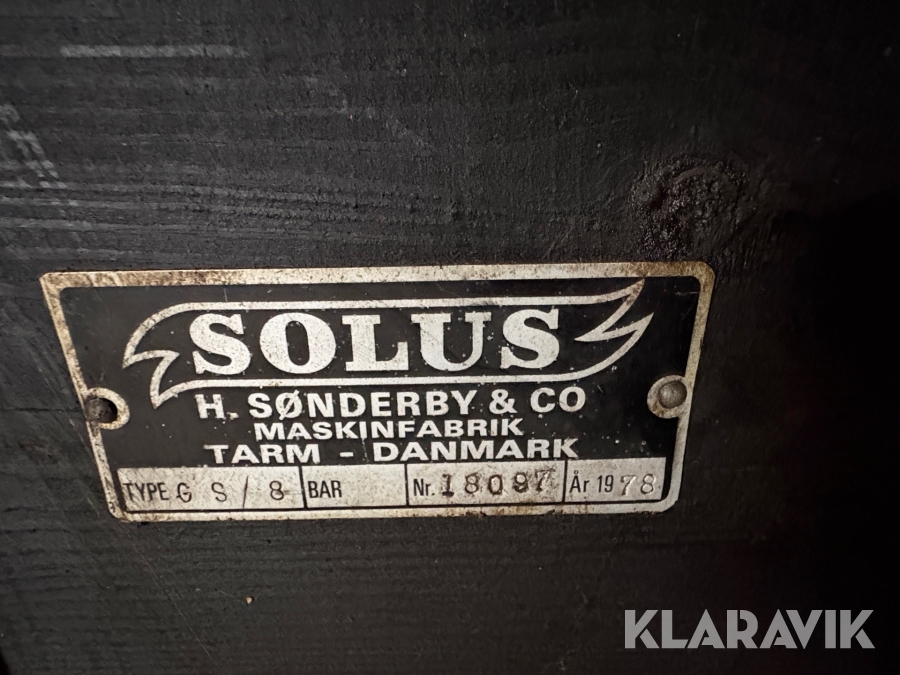 SOLUS
H. SØNDERBY & CO
MASKINFABRIK
TARM - DANMARK
TYPE G S / 8 BAR Nr. 18097 År 1978
KLARAVIK